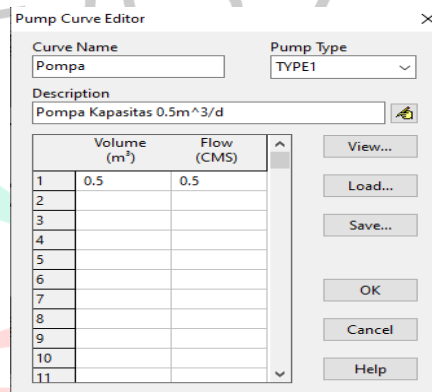 Pump Curve Editor
Curve Name
Pump Type
Pompa
TYPE1
Description
Pompa Kapasitas 0.5m^3/d
Volume
(m³)
Flow
(CMS)
View...
1 0.5 0.5
2
Load...
3
Save...
4
5
6
OK
7
8
Cancel
9
10
Help
11